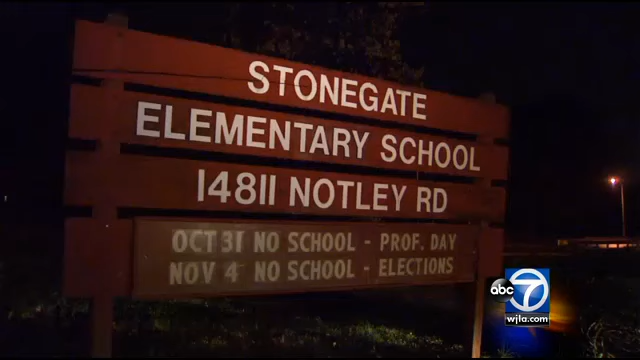 STONEGATE
ELEMENTARY SCHOOL
14811 NOTLEY RD
OCT 31 NO SCHOOL - PROF. DAY
NOV 4 NO SCHOOL - ELECTIONS
abc 7
wjla.com